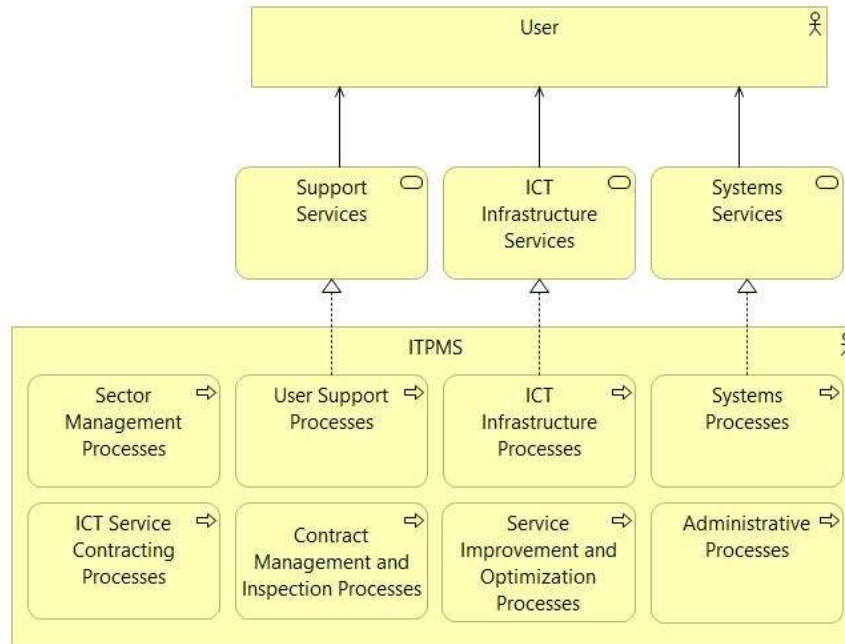 User
Support
Services
ICT
Infrastructure
Services
Systems
Services
ITPMS
Sector
Management
Processes
User Support
Processes
ICT
Infrastructure
Processes
Systems
Processes
ICT Service
Contracting
Processes
Contract
Management and
Inspection Processes
Service
Improvement and
Optimization
Processes
Administrative
Processes